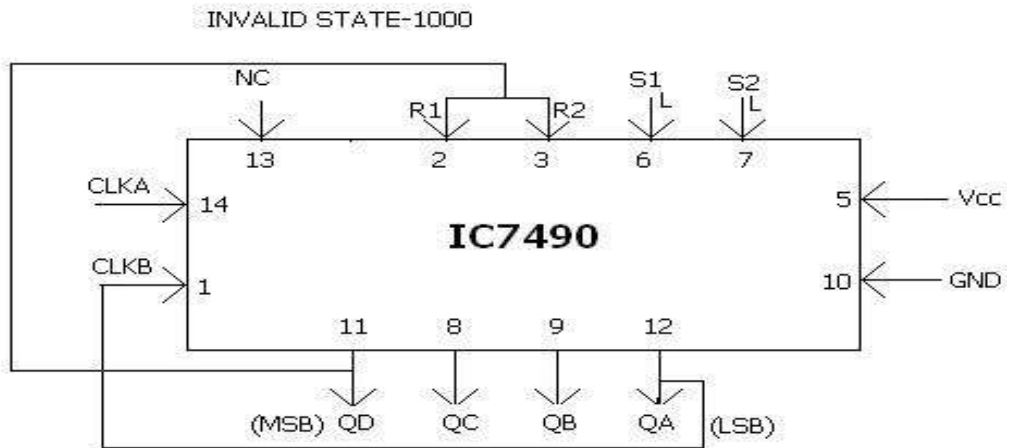 INVALID STATE-1000
NC
S1
S2
L
L
R1
R2
13
2
3
6
7
CLKA
14
5
Vcc
IC7490
CLKB
1
10
GND
11
8
9
12
(MSB) QD
QC
QB
QA
(LSB)